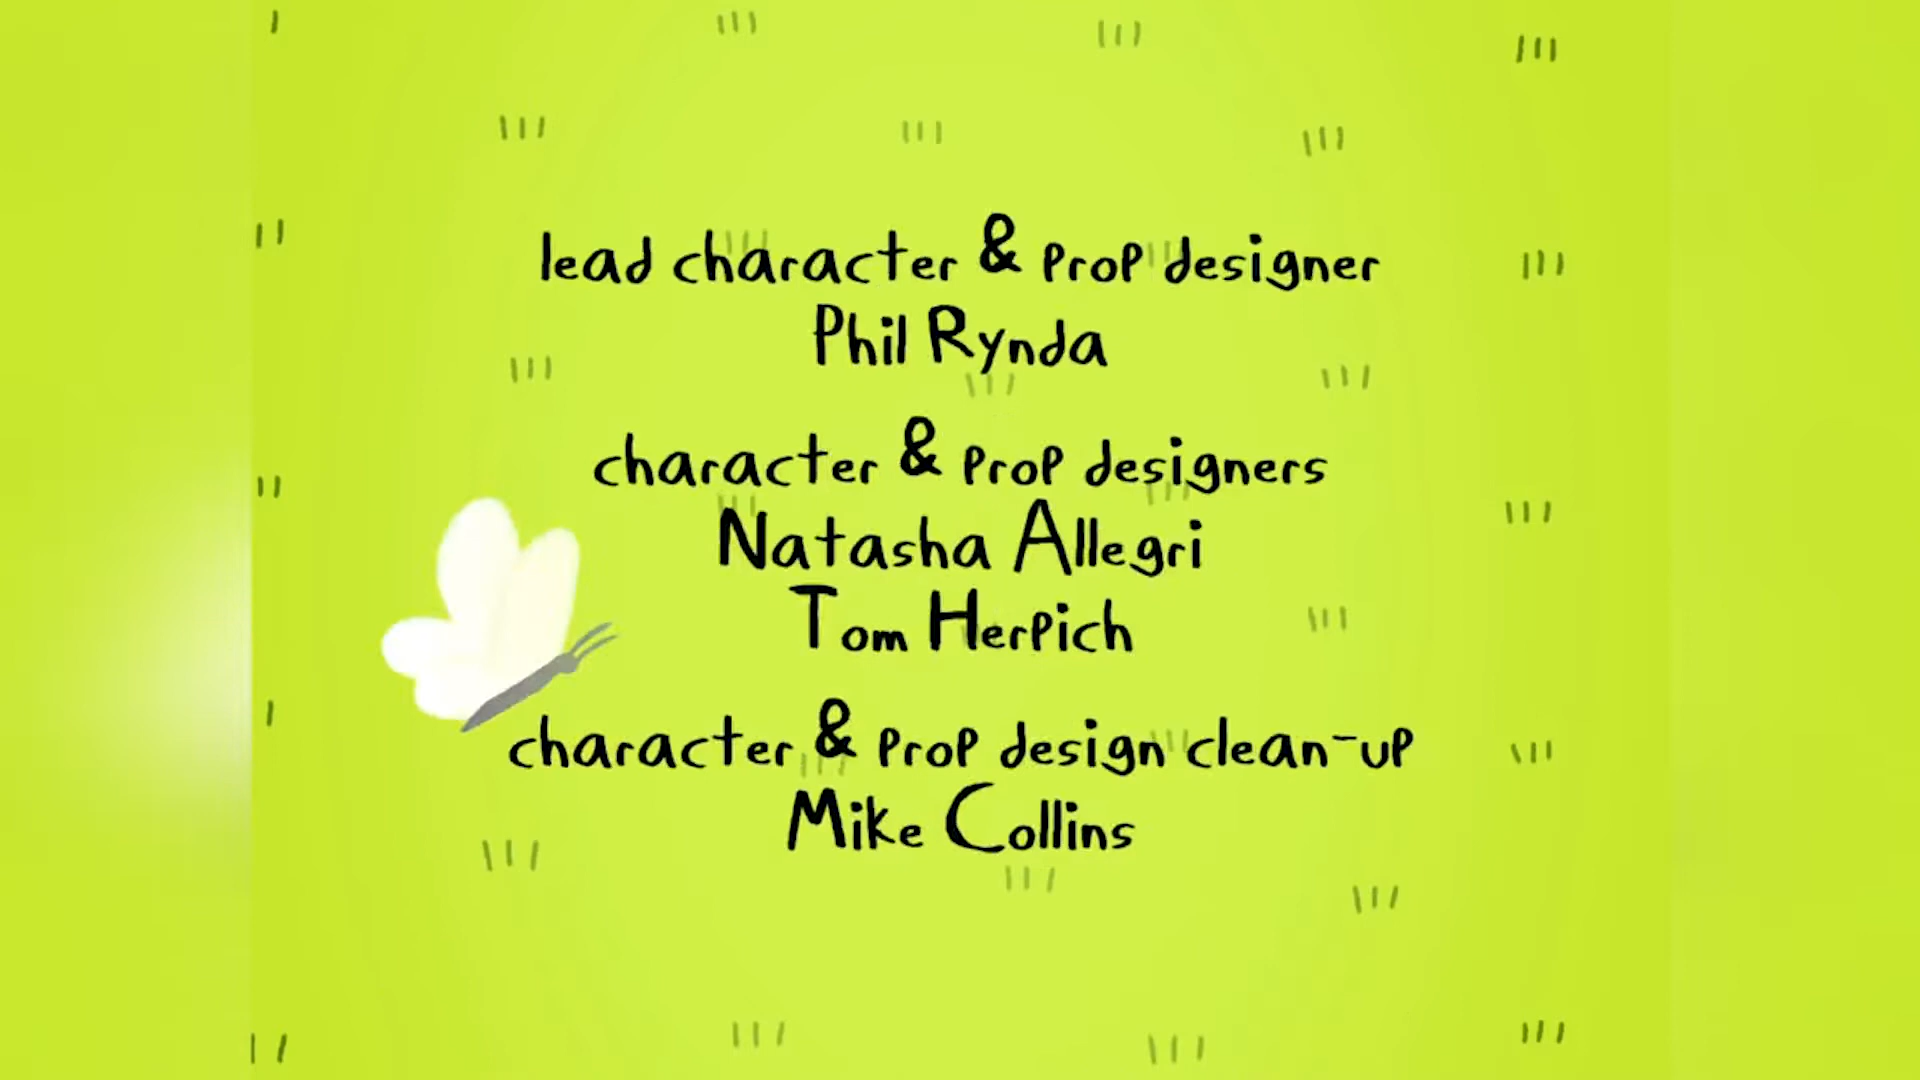 lead character & prop designer
Phil Rynda
character & prop designers
Natasha Allegri
Tom Herpich
character & prop design clean-up
Mike Collins